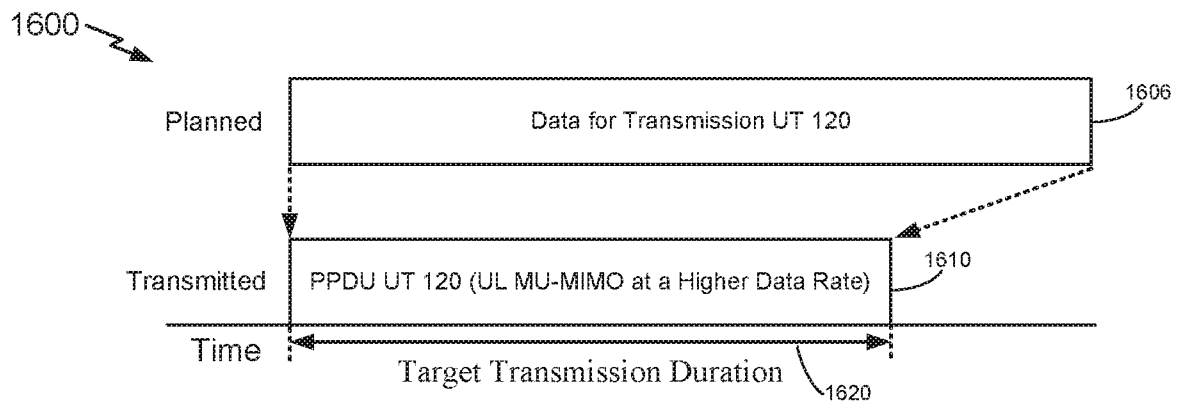 1600
Planned
Data for Transmission UT 120
1606
Transmitted
PPDU UT 120 (UL MU-MIMO at a Higher Data Rate)
1610
Time
Target Transmission Duration
1620